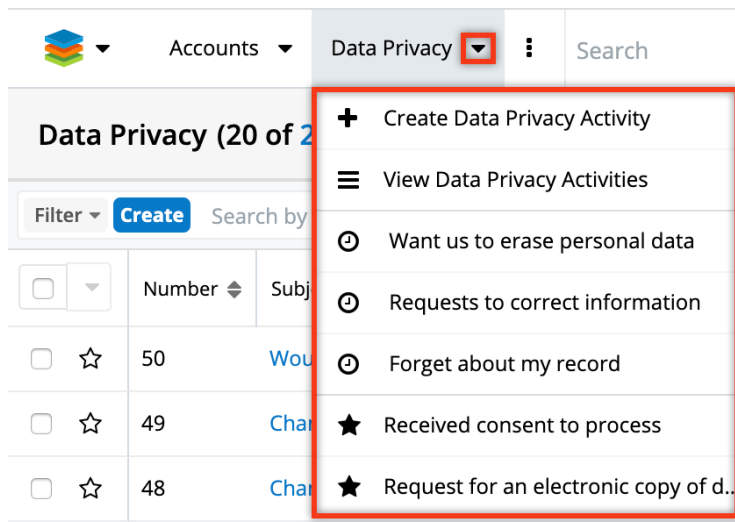 Accounts Data Privacy Search
Data Privacy (20 of 2
Create Data Privacy Activity
View Data Privacy Activities
Filter Create Search by
Want us to erase personal data
Number Subj
Requests to correct information
50 Wou
Forget about my record
49 Char
Received consent to process
48 Char
Request for an electronic copy of d..